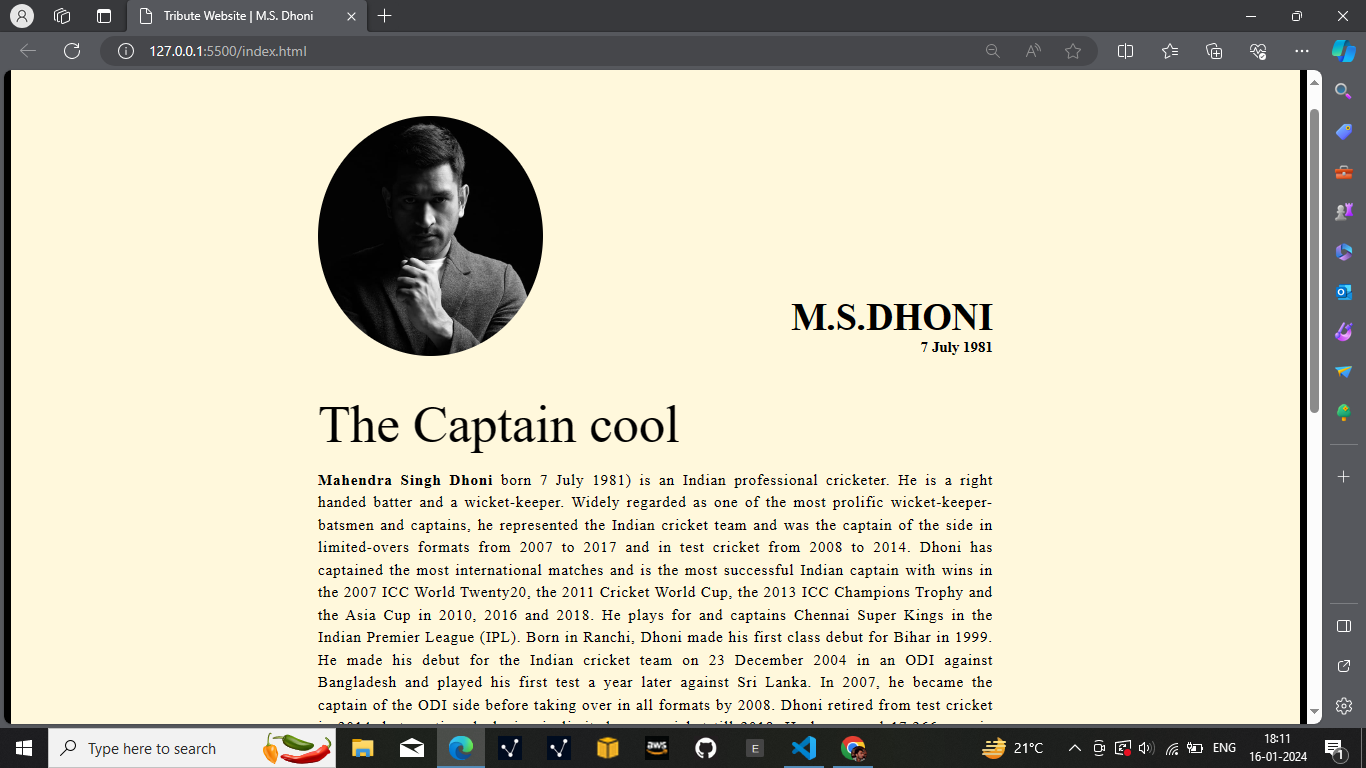 Tribute Website | M.S. Dhoni
127.0.0.1:5500/index.html
M.S.DHONI
7 July 1981
The Captain cool
Mahendra Singh Dhoni born 7 July 1981) is an Indian professional cricketer. He is a right
handed batter and a wicket-keeper. Widely regarded as one of the most prolific wicket-keeper-
batsmen and captains, he represented the Indian cricket team and was the captain of the side in
limited-overs formats from 2007 to 2017 and in test cricket from 2008 to 2014. Dhoni has
captained the most international matches and is the most successful Indian captain with wins in
the 2007 ICC World Twenty20, the 2011 Cricket World Cup, the 2013 ICC Champions Trophy and
the Asia Cup in 2010, 2016 and 2018. He plays for and captains Chennai Super Kings in the
Indian Premier League (IPL). Born in Ranchi, Dhoni made his first class debut for Bihar in 1999.
He made his debut for the Indian cricket team on 23 December 2004 in an ODI against
Bangladesh and played his first test a year later against Sri Lanka. In 2007, he became the
captain of the ODI side before taking over in all formats by 2008. Dhoni retired from test cricket
Type here to search
aws
E
21°C
ENG
18:11
16-01-2024
1